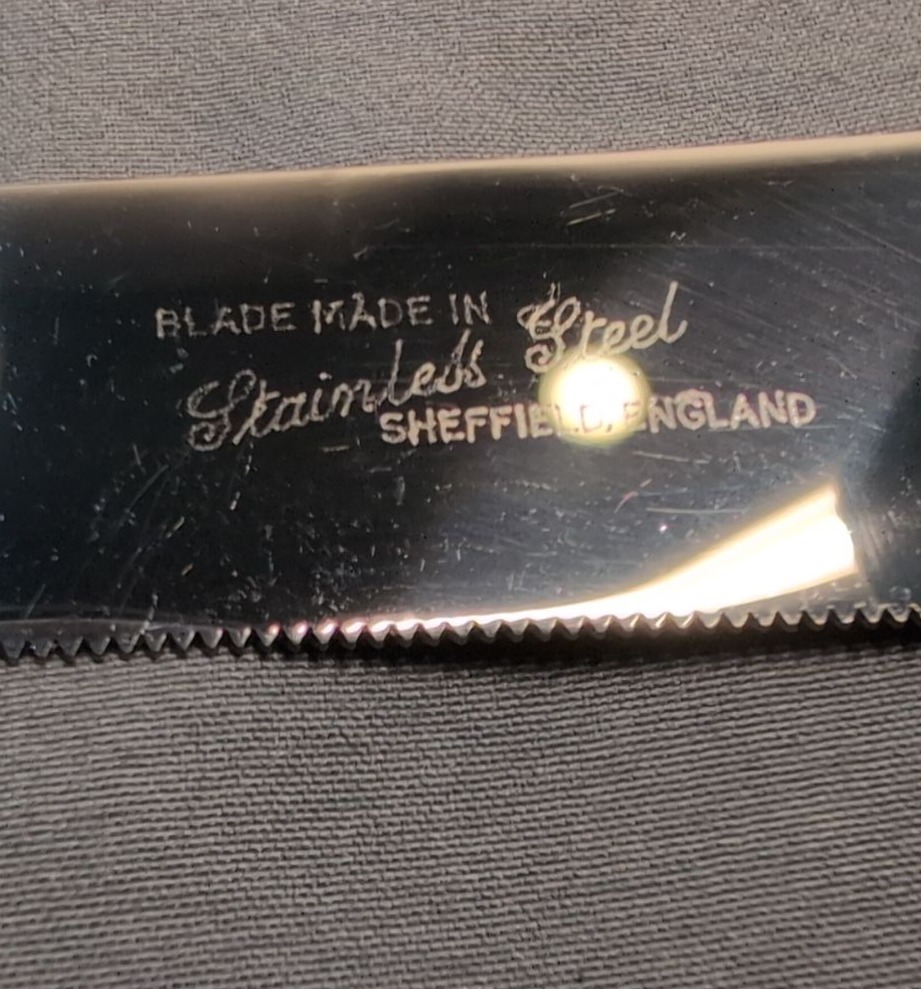 BLADE MADE IN
Stainless Steel
SHEFFIELD, ENGLAND